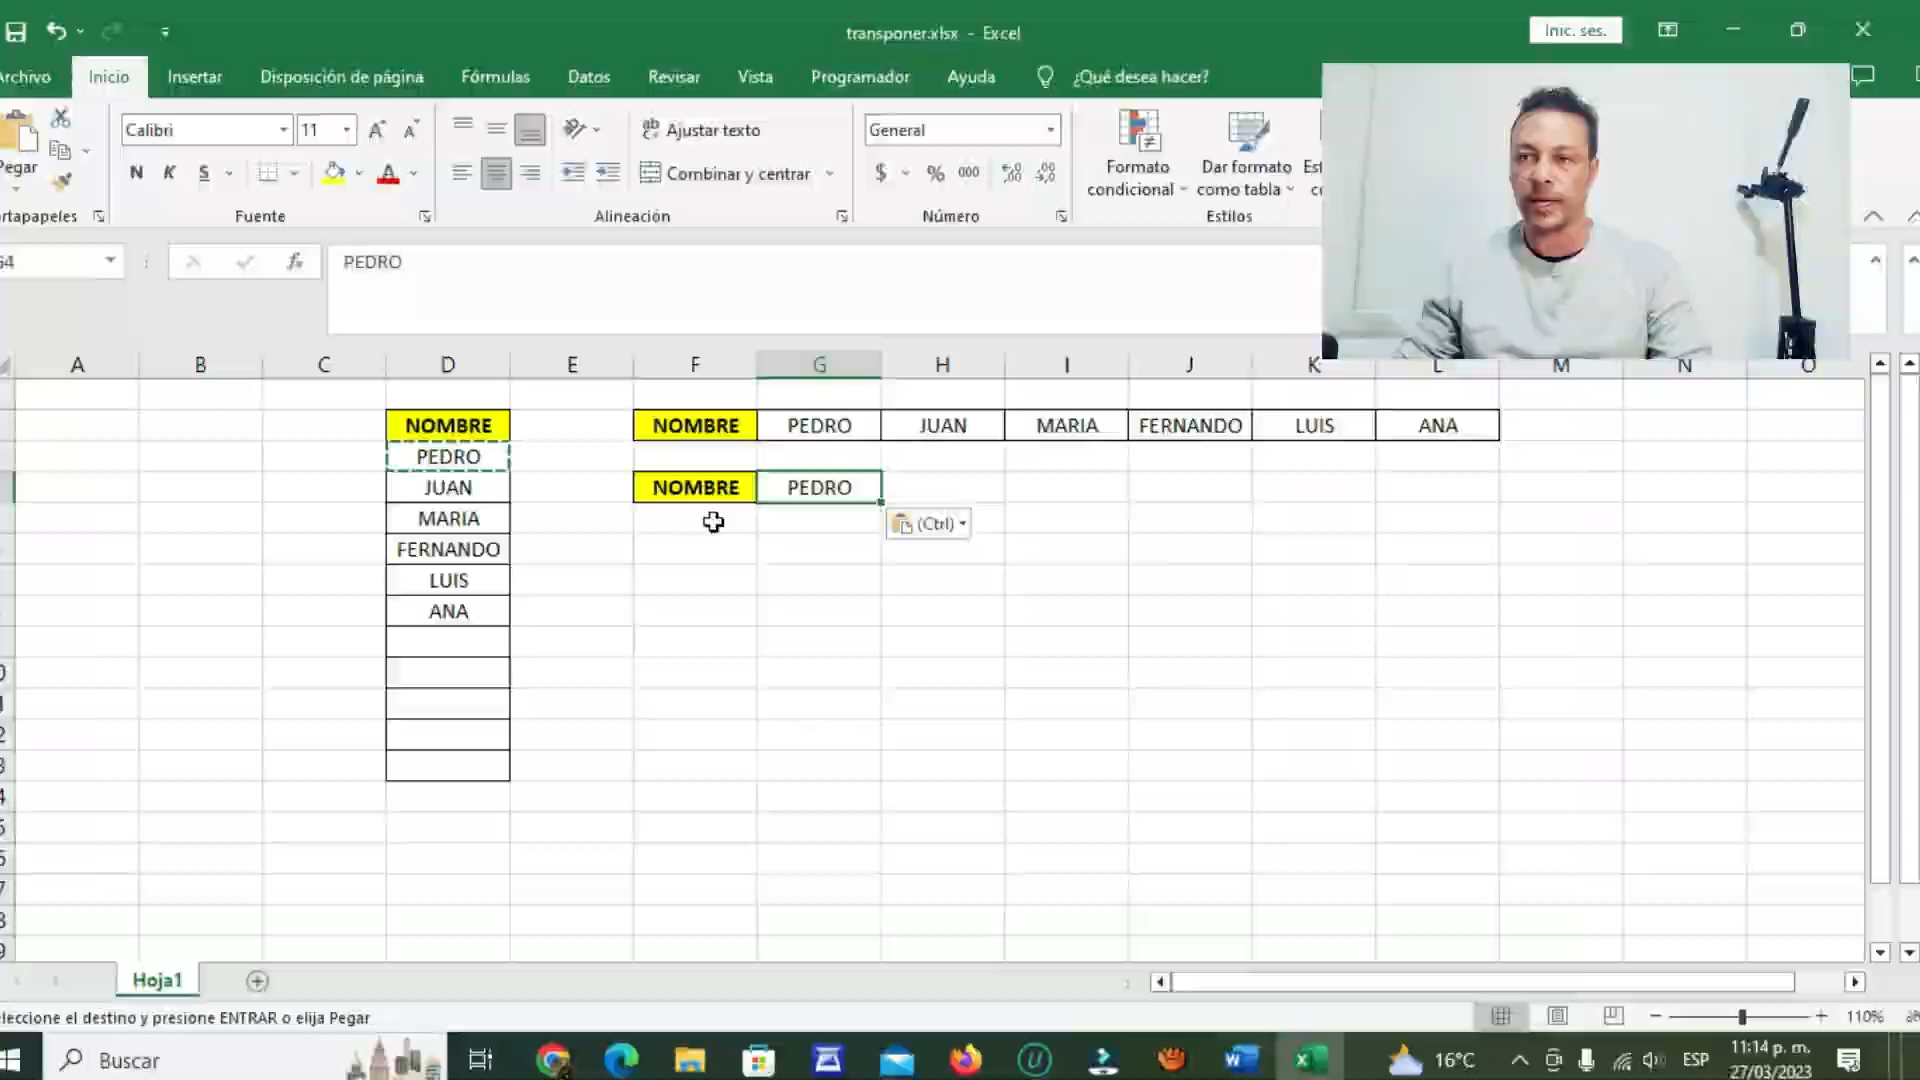 transponer.xlsx - Excel
Inic. ses.
Archivo Inicio Insertar Disposición de página Fórmulas Datos Revisar Vista Programador Ayuda ¿Qué desea hacer?
Calibri 11 Ajustar texto General
Pegar Formato Dar formato
N K S Combinar y centrar $ % 000 condicional como tabla
Fuente Alineación Número Estilos
PEDRO
A B C D E F G H I J K L M N O
NOMBRE NOMBRE PEDRO JUAN MARIA FERNANDO LUIS ANA
PEDRO
JUAN NOMBRE PEDRO
MARIA (Ctrl)
FERNANDO
LUIS
ANA
Hoja1
leccione el destino y presione ENTRAR o elija Pegar 110%
Buscar 16°C ESP 11:14 p. m.
27/03/2023